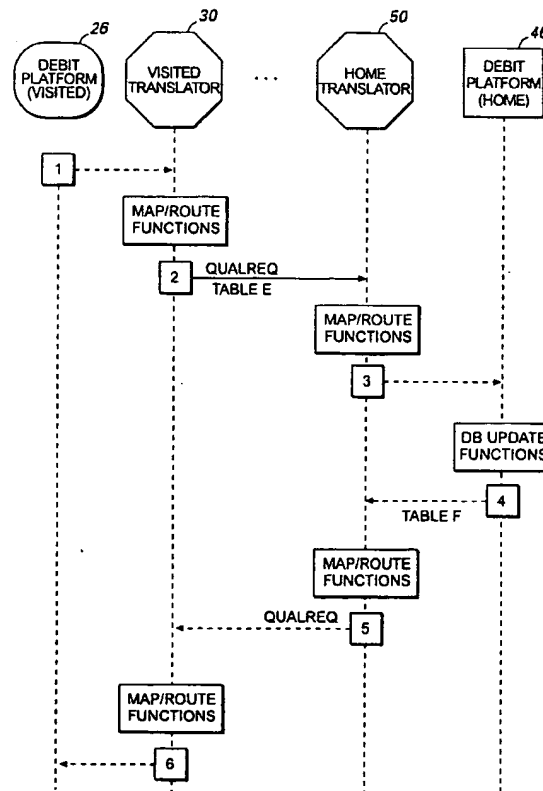 26
30
50
46
DEBIT
PLATFORM
(VISITED)
VISITED
TRANSLATOR
...
HOME
TRANSLATOR
DEBIT
PLATFORM
(HOME)
1
MAP/ROUTE
FUNCTIONS
2
QUALREQ
TABLE E
MAP/ROUTE
FUNCTIONS
3
DB UPDATE
FUNCTIONS
4
TABLE F
MAP/ROUTE
FUNCTIONS
QUALREQ
5
MAP/ROUTE
FUNCTIONS
6